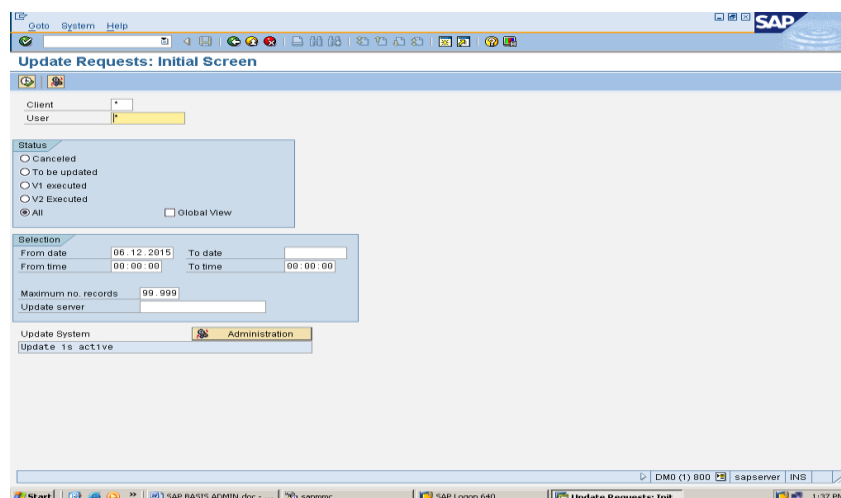 Goto System Help
SAP
Update Requests: Initial Screen
Client *
User *
Status
Canceled
To be updated
V1 executed
V2 Executed
All Global View
Selection
From date 06.12.2015 To date
From time 00:00:00 To time 00:00:00
Maximum no. records 99.999
Update server
Update System Administration
Update is active
DM0 (1) 800 sapserver INS
Start SAP BASIS ADMIN.doc - ... sapmmc SAP Logon 640 Update Requests: Init... 1:37 PM